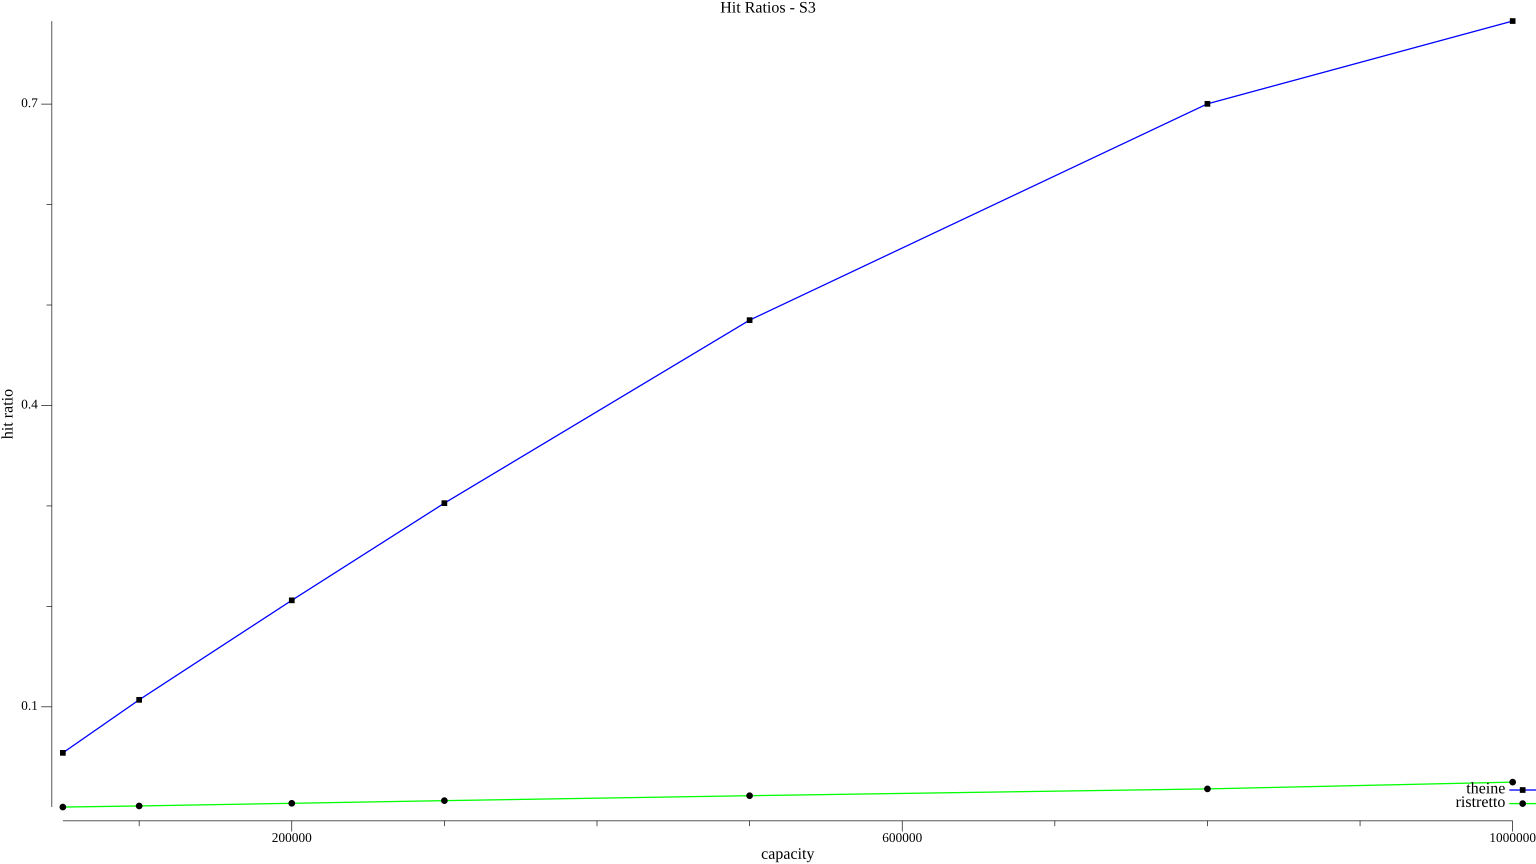 Hit Ratios - S3
0.7
0.4
0.1
hit ratio
theine
ristretto
200000
600000
1000000
capacity